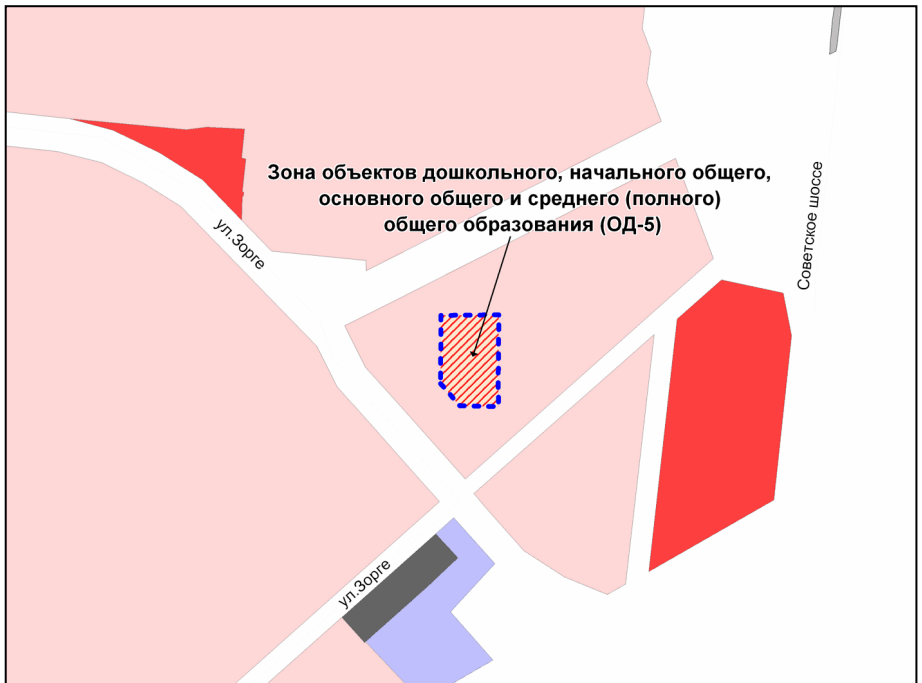 Зона объектов дошкольного, начального общего,
основного общего и среднего (полного)
общего образования (ОД-5)
ул.Зорге
Советское шоссе
ул.Зорге